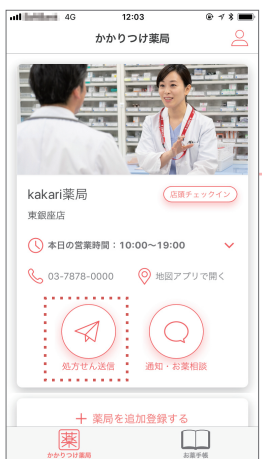 4G 12:03
かかりつけ薬局
kakari薬局
店頭チェックイン
東銀座店
本日の営業時間：10:00〜19:00
03-7878-0000 地図アプリで開く
処方せん送信 通知・お薬相談
＋ 薬局を追加登録する
薬
かかりつけ薬局 お薬手帳